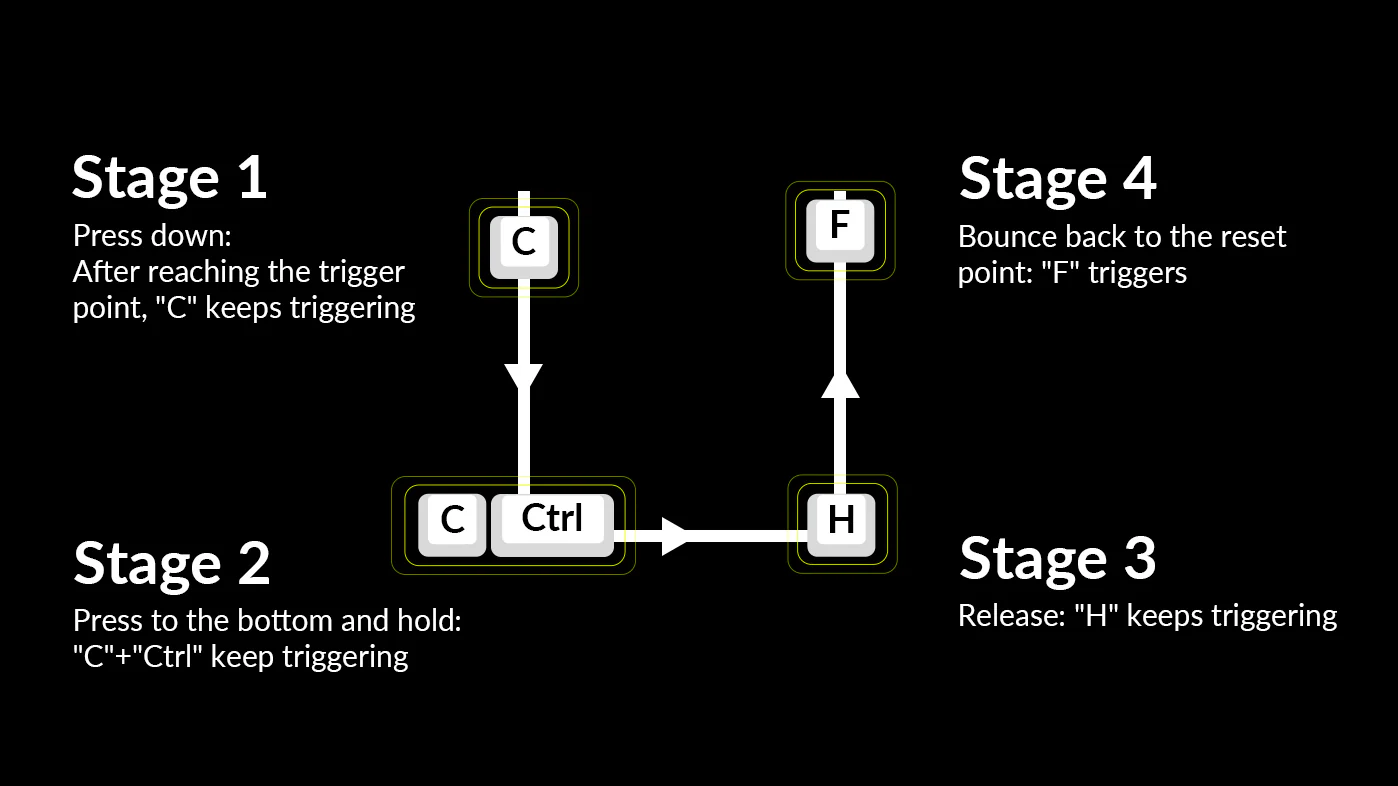 Stage 1
Press down:
After reaching the trigger
point, "C" keeps triggering
C
F
Stage 4
Bounce back to the reset
point: "F" triggers
Stage 2
Press to the bottom and hold:
"C"+"Ctrl" keep triggering
C
Ctrl
H
Stage 3
Release: "H" keeps triggering